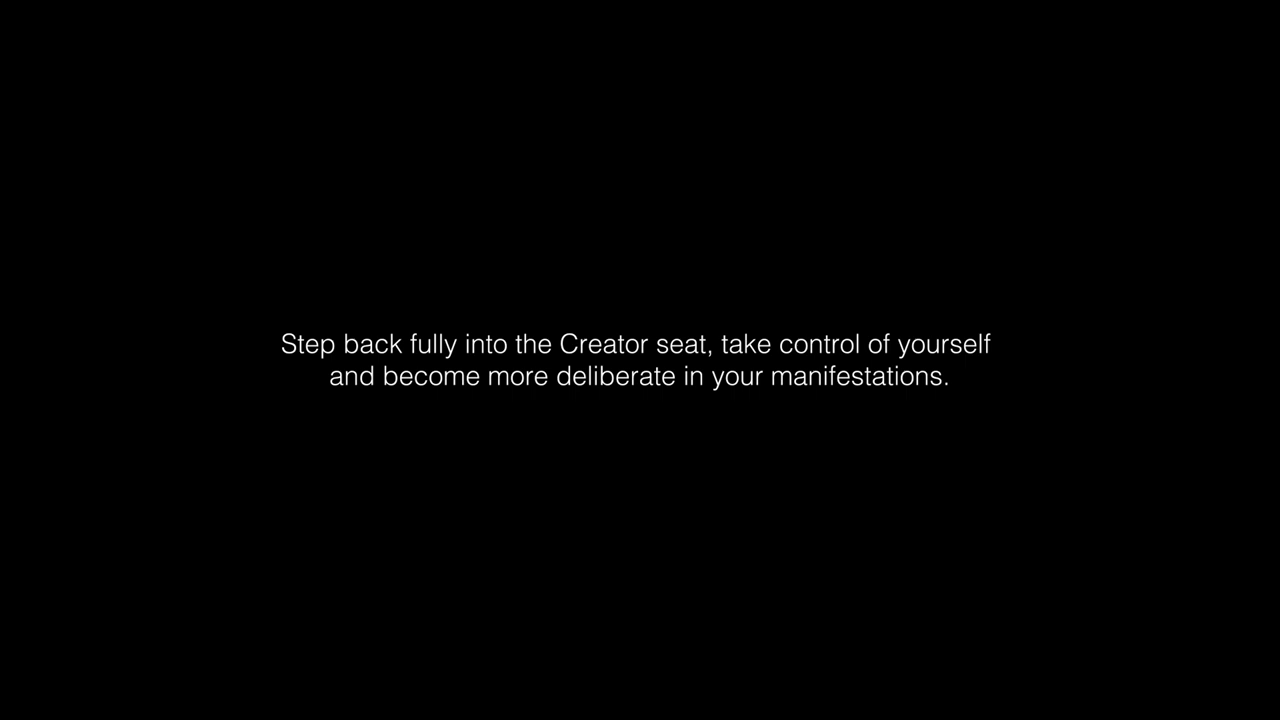 Step back fully into the Creator seat, take control of yourself
and become more deliberate in your manifestations.